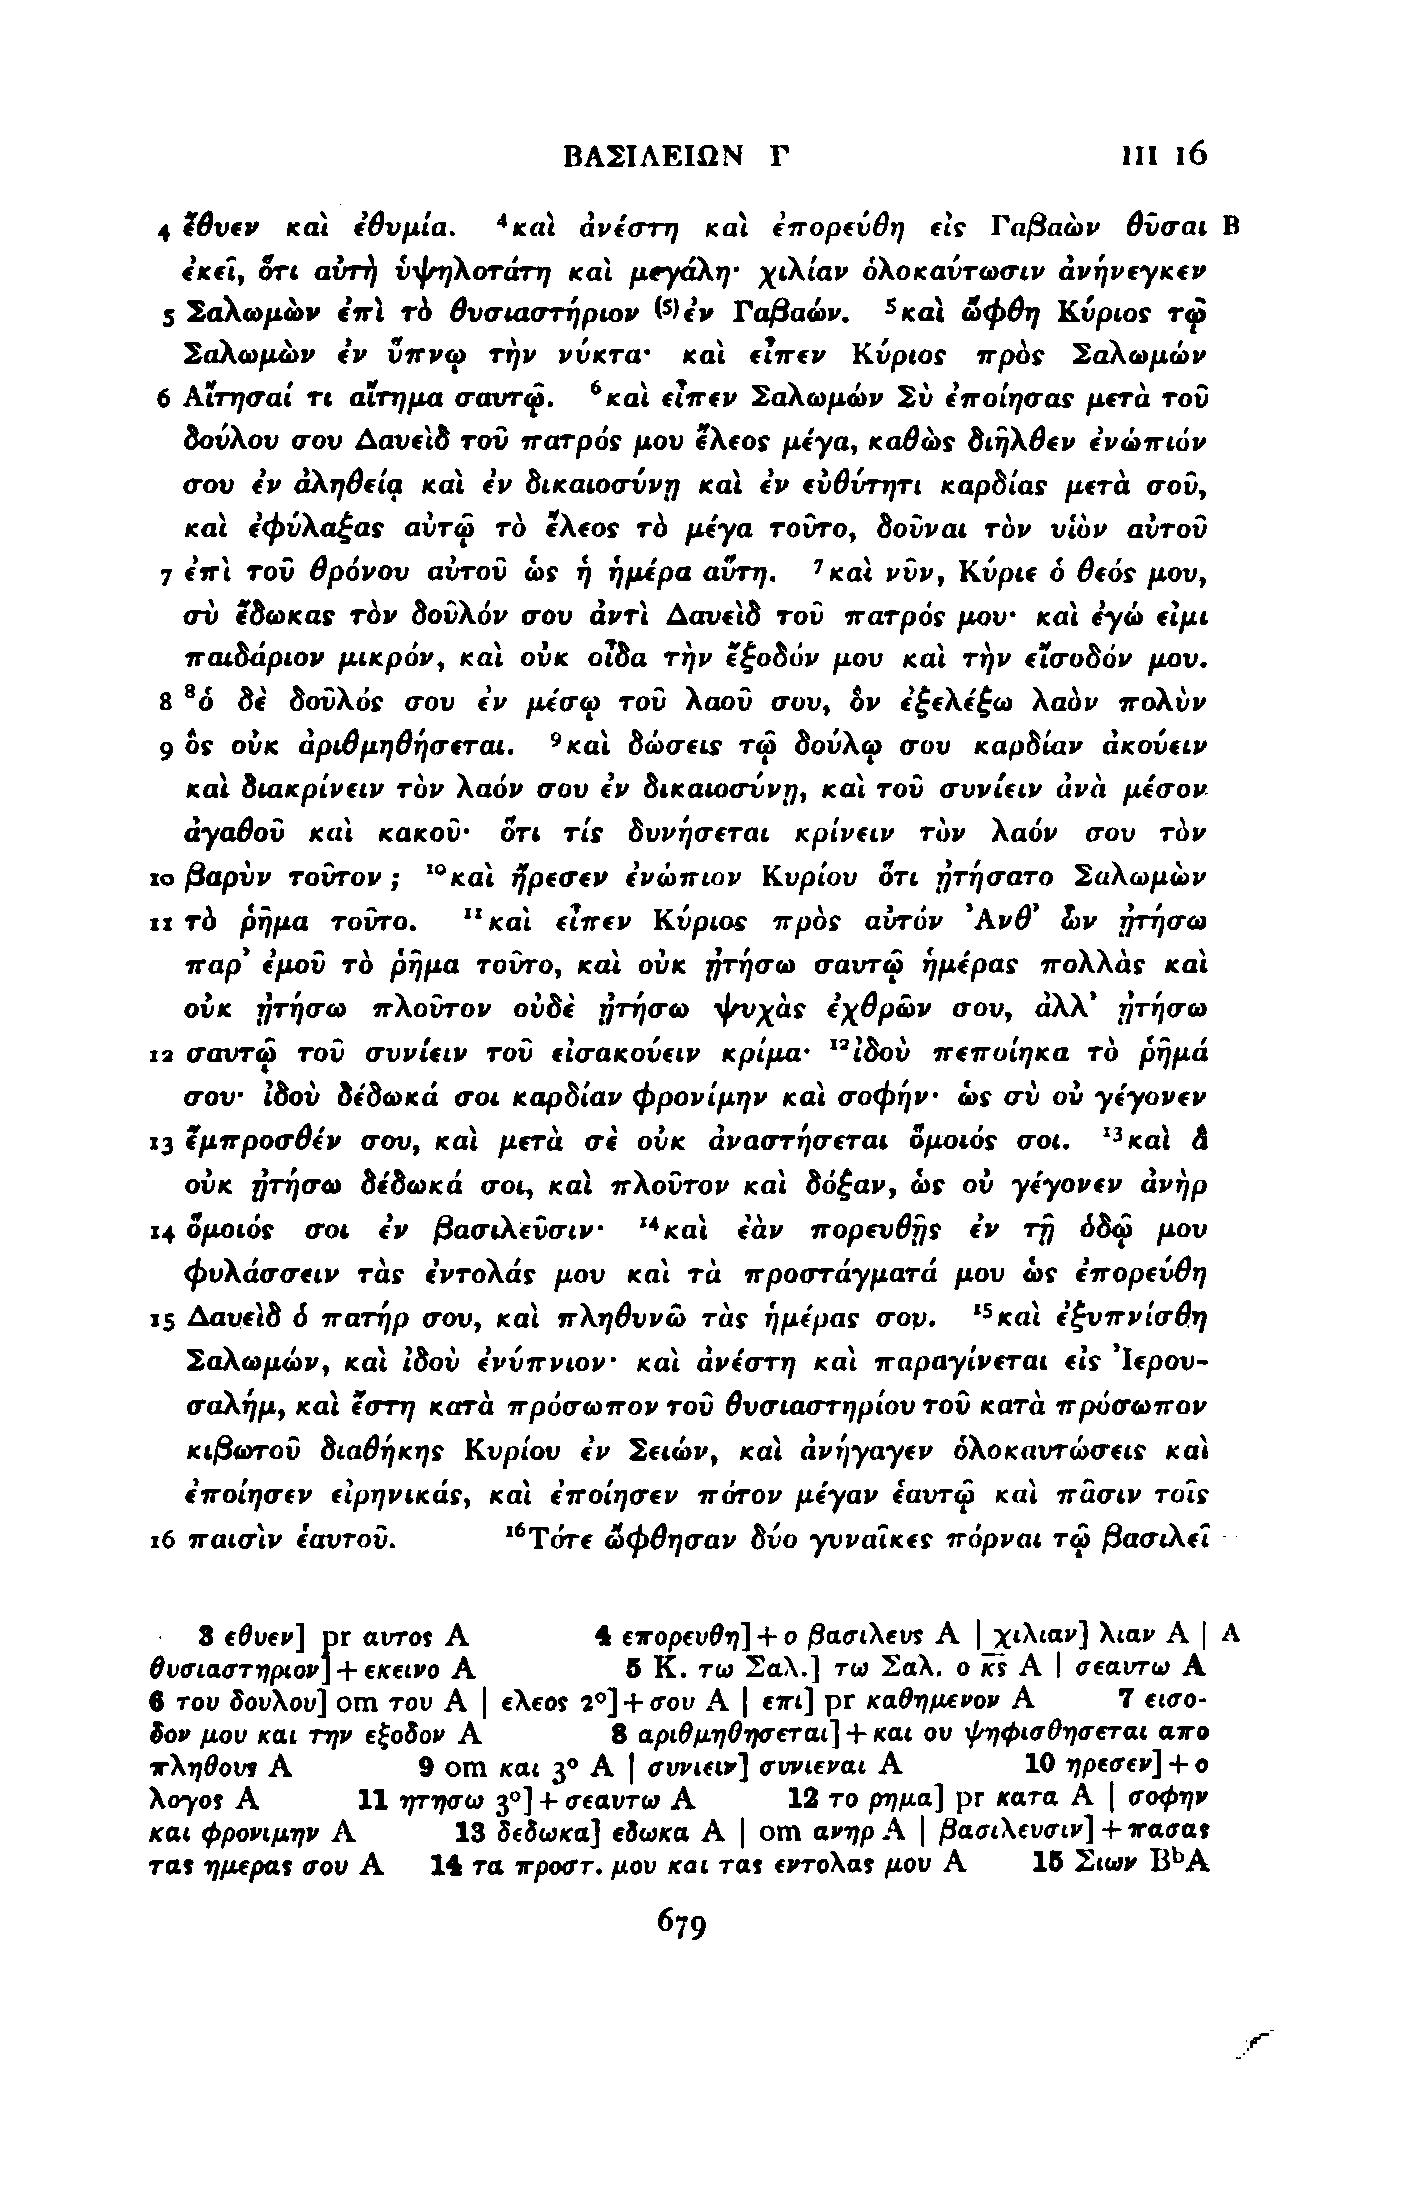 ΒΑΣΙΛΕΙΩΝ Γ III 16
4 ἔθυεν καὶ ἐθυμία. ⁴καὶ ἀνέστη καὶ ἐπορεύθη εἰς Γαβαὼν θῦσαι B
ἐκεῖ, ὅτι αὐτὴ ὑψηλοτάτη καὶ μεγάλη· χιλίαν ὁλοκαύτωσιν ἀνήνεγκεν
5 Σαλωμὼν ἐπὶ τὸ θυσιαστήριον ⁽⁵⁾ἐν Γαβαών. ⁵καὶ ὤφθη Κύριος τῷ
Σαλωμὼν ἐν ὕπνῳ τὴν νύκτα· καὶ εἶπεν Κύριος πρὸς Σαλωμών
6 Αἴτησαί τι αἴτημα σαυτῷ. ⁶καὶ εἶπεν Σαλωμών Σὺ ἐποίησας μετὰ τοῦ
δούλου σου Δαυεὶδ τοῦ πατρός μου ἔλεος μέγα, καθὼς διῆλθεν ἐνώπιόν
σου ἐν ἀληθείᾳ καὶ ἐν δικαιοσύνῃ καὶ ἐν εὐθύτητι καρδίας μετὰ σοῦ,
καὶ ἐφύλαξας αὐτῷ τὸ ἔλεος τὸ μέγα τοῦτο, δοῦναι τὸν υἱὸν αὐτοῦ
7 ἐπὶ τοῦ θρόνου αὐτοῦ ὡς ἡ ἡμέρα αὕτη. ⁷καὶ νῦν, Κύριε ὁ θεός μου,
σὺ ἔδωκας τὸν δοῦλόν σου ἀντὶ Δαυεὶδ τοῦ πατρός μου· καὶ ἐγώ εἰμι
παιδάριον μικρόν, καὶ οὐκ οἶδα τὴν ἔξοδόν μου καὶ τὴν εἴσοδόν μου.
8 ⁸ὁ δὲ δοῦλός σου ἐν μέσῳ τοῦ λαοῦ σου, ὃν ἐξελέξω λαὸν πολὺν
9 ὃς οὐκ ἀριθμηθήσεται. ⁹καὶ δώσεις τῷ δούλῳ σου καρδίαν ἀκούειν
καὶ διακρίνειν τὸν λαόν σου ἐν δικαιοσύνῃ, καὶ τοῦ συνίειν ἀνὰ μέσον
ἀγαθοῦ καὶ κακοῦ· ὅτι τίς δυνήσεται κρίνειν τὸν λαόν σου τὸν
10 βαρὺν τοῦτον; ¹⁰καὶ ἤρεσεν ἐνώπιον Κυρίου ὅτι ᾐτήσατο Σαλωμὼν
11 τὸ ῥῆμα τοῦτο. ¹¹καὶ εἶπεν Κύριος πρὸς αὐτόν Ἀνθ’ ὧν ᾐτήσω
παρ’ ἐμοῦ τὸ ῥῆμα τοῦτο, καὶ οὐκ ᾐτήσω σαυτῷ ἡμέρας πολλὰς καὶ
οὐκ ᾐτήσω πλοῦτον οὐδὲ ᾐτήσω ψυχὰς ἐχθρῶν σου, ἀλλ’ ᾐτήσω
12 σαυτῷ τοῦ συνίειν τοῦ εἰσακούειν κρίμα· ¹²ἰδοὺ πεποίηκα τὸ ῥῆμά
σου· ἰδοὺ δέδωκά σοι καρδίαν φρονίμην καὶ σοφήν· ὡς σὺ οὐ γέγονεν
13 ἔμπροσθέν σου, καὶ μετὰ σὲ οὐκ ἀναστήσεται ὅμοιός σοι. ¹³καὶ ἃ
οὐκ ᾐτήσω δέδωκά σοι, καὶ πλοῦτον καὶ δόξαν, ὡς οὐ γέγονεν ἀνὴρ
14 ὅμοιός σοι ἐν βασιλεῦσιν· ¹⁴καὶ ἐὰν πορευθῇς ἐν τῇ ὁδῷ μου
φυλάσσειν τὰς ἐντολάς μου καὶ τὰ προστάγματά μου ὡς ἐπορεύθη
15 Δαυεὶδ ὁ πατήρ σου, καὶ πληθυνῶ τὰς ἡμέρας σου. ¹⁵καὶ ἐξυπνίσθη
Σαλωμών, καὶ ἰδοὺ ἐνύπνιον· καὶ ἀνέστη καὶ παραγίνεται εἰς Ἰερου-
σαλήμ, καὶ ἔστη κατὰ πρόσωπον τοῦ θυσιαστηρίου τοῦ κατὰ πρόσωπον
κιβωτοῦ διαθήκης Κυρίου ἐν Σειών, καὶ ἀνήγαγεν ὁλοκαυτώσεις καὶ
ἐποίησεν εἰρηνικάς, καὶ ἐποίησεν πότον μέγαν ἑαυτῷ καὶ πᾶσιν τοῖς
16 παισὶν ἑαυτοῦ. ¹⁶Τότε ὤφθησαν δύο γυναῖκες πόρναι τῷ βασιλεῖ
3 εθυεν] pr αυτος A 4 επορευθη] + ο βασιλευς A | χιλιαν] λιαν A | A
θυσιαστηριον] + εκεινο A 5 Κ. τω Σαλ.] τω Σαλ. ο κ̅ς̅ A | σεαυτω A
6 του δουλου] om του A | ελεος 2º] + σου A | επι] pr καθημενον A 7 εισο-
δον μου και την εξοδον A 8 αριθμηθησεται] + και ου ψηφισθησεται απο
πληθους A 9 om και 3º A | συνιειν] συνιεναι A 10 ηρεσεν] + ο
λογος A 11 ητησω 3º] + σεαυτω A 12 το ρημα] pr κατα A | σοφην
και φρονιμην A 13 δεδωκα] εδωκα A | om ανηρ A | βασιλευσιν] + πασας
τας ημερας σου A 14 τα προστ. μου και τας εντολας μου A 15 Σιων BᵇA
679